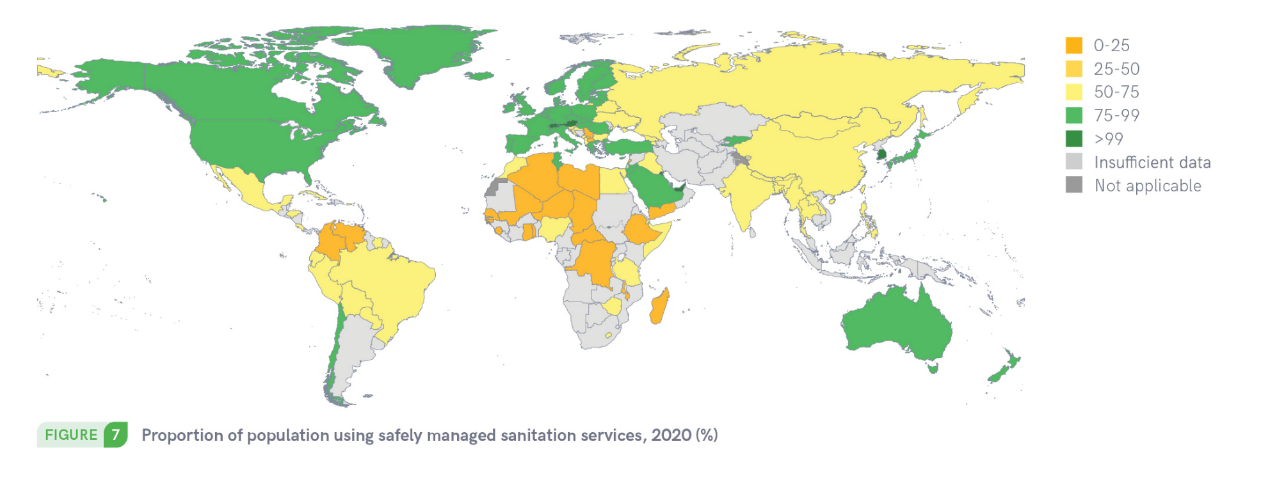 0-25
25-50
50-75
75-99
>99
Insufficient data
Not applicable
FIGURE 7 Proportion of population using safely managed sanitation services, 2020 (%)